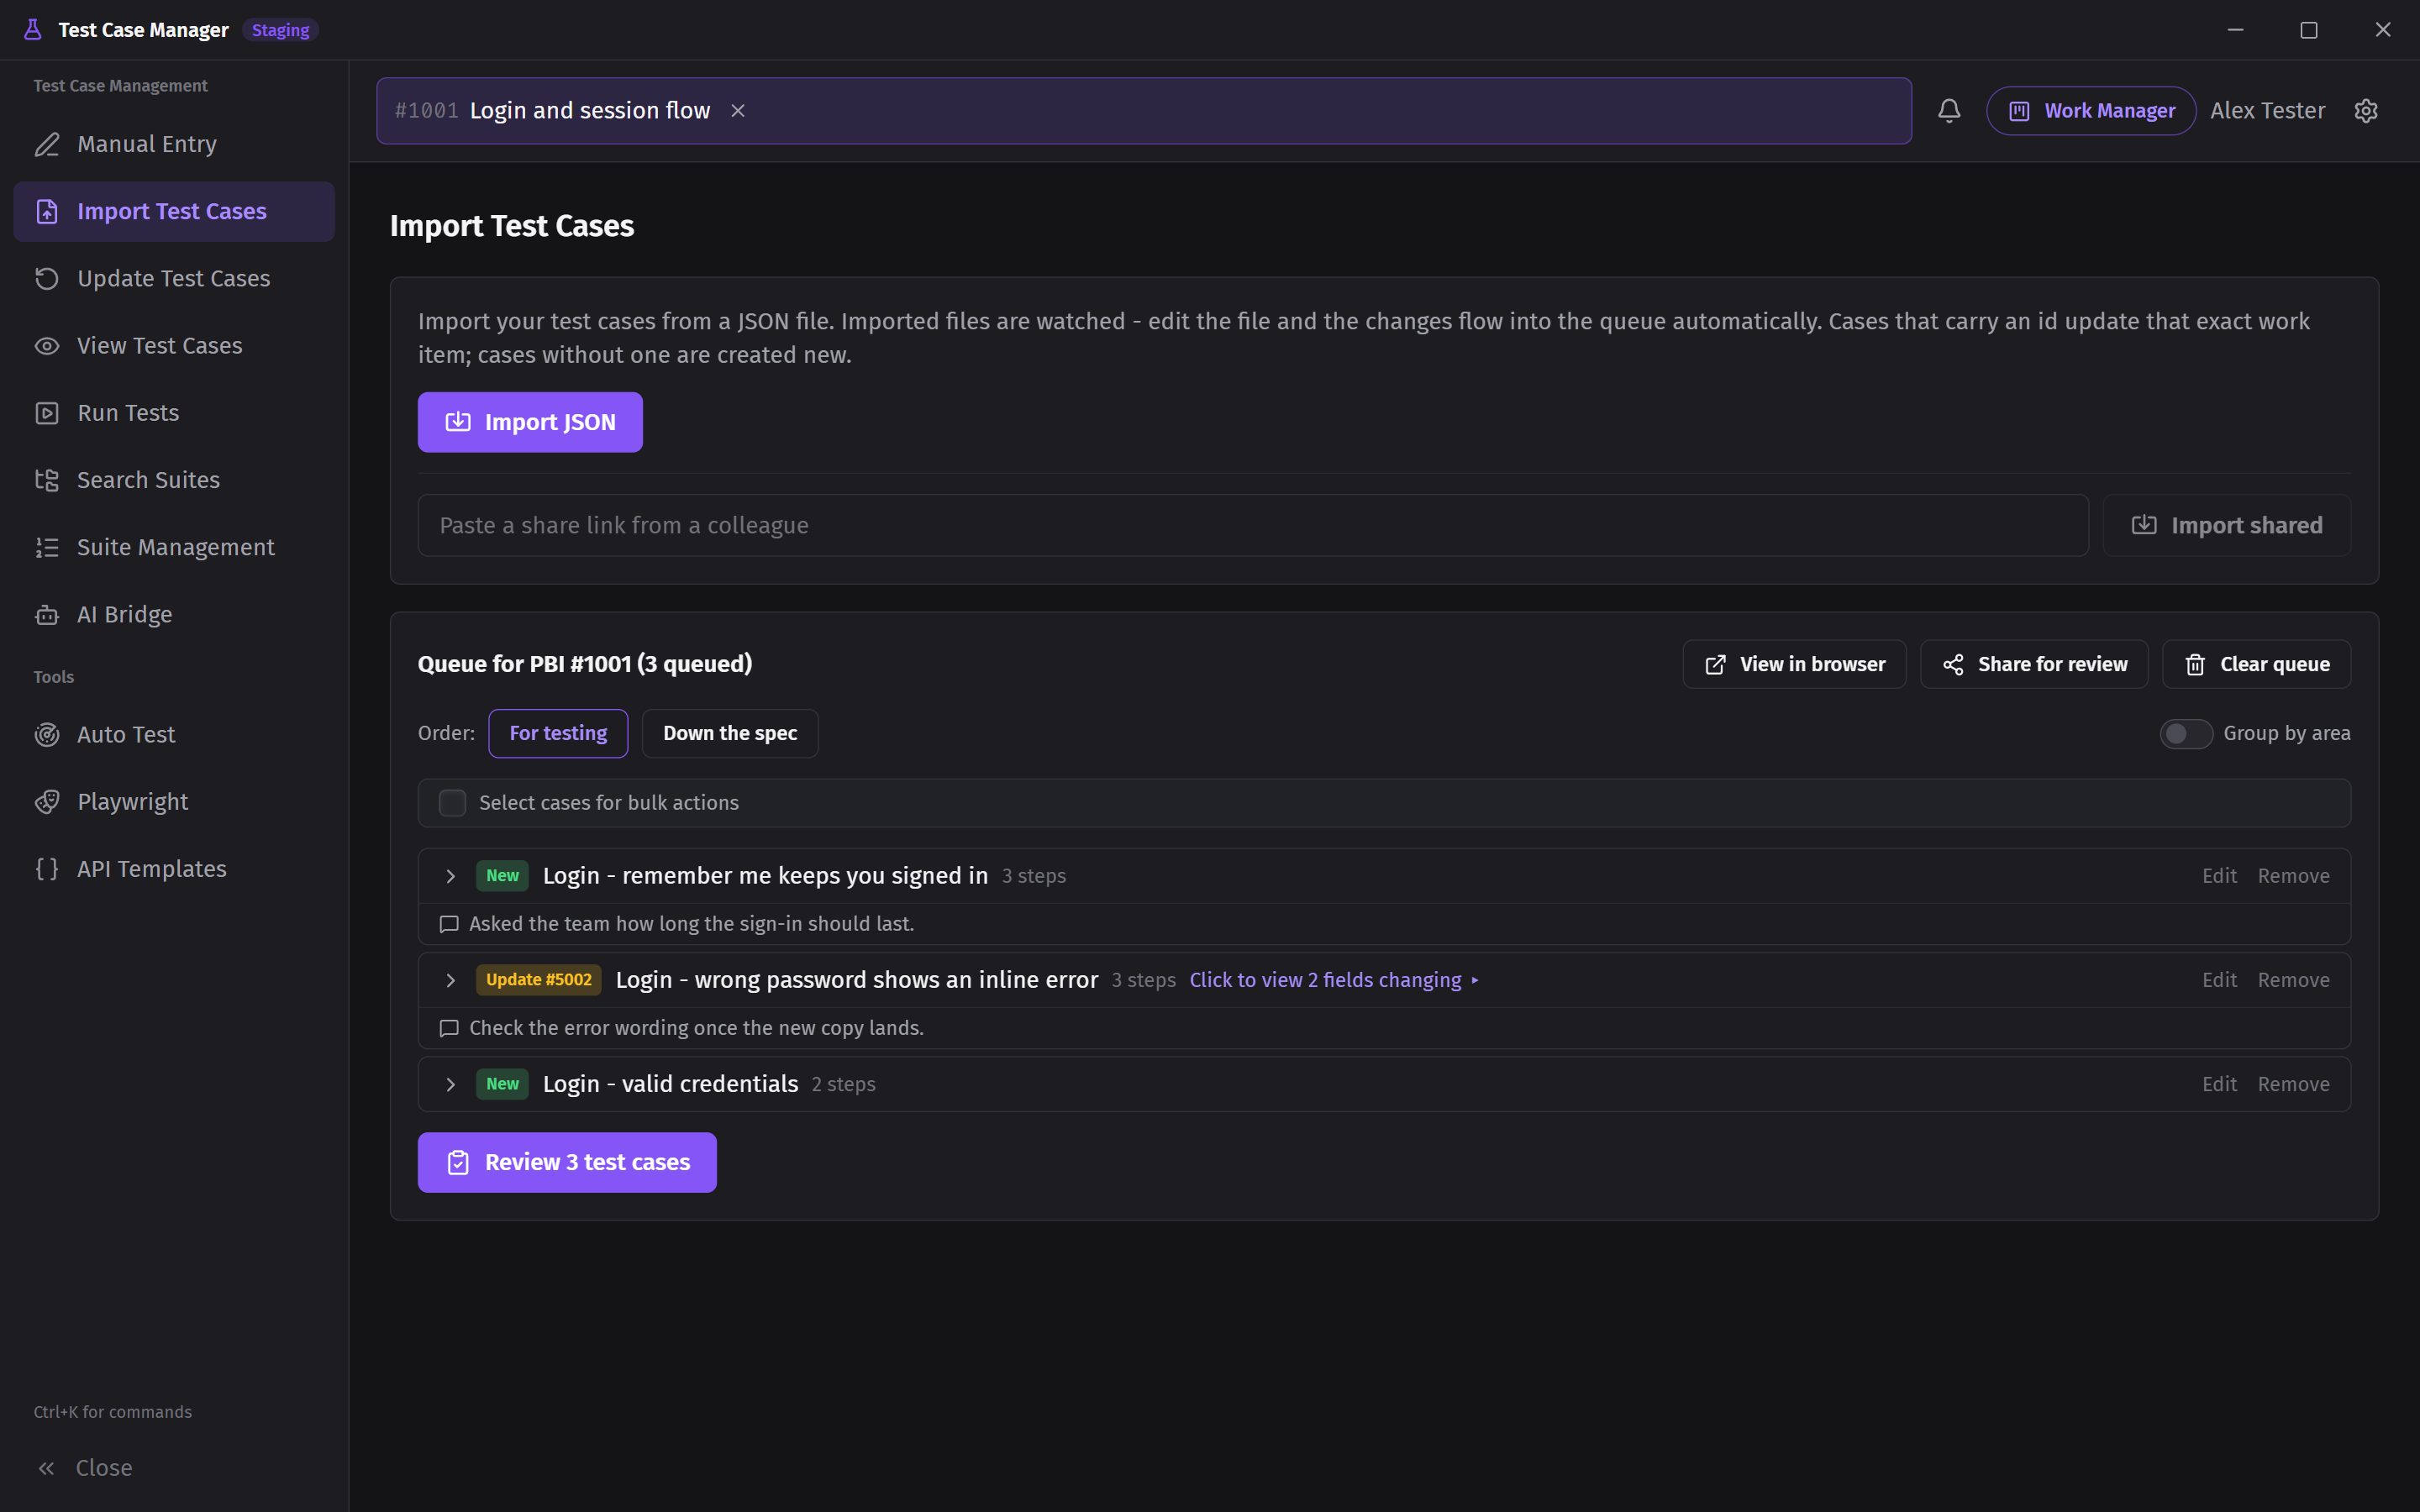 Test Case Manager Staging
Test Case Management
Manual Entry
Import Test Cases
Update Test Cases
View Test Cases
Run Tests
Search Suites
Suite Management
AI Bridge
Tools
Auto Test
Playwright
API Templates
Ctrl+K for commands
Close
#1001 Login and session flow
Work Manager
Alex Tester
Import Test Cases
Import your test cases from a JSON file. Imported files are watched - edit the file and the changes flow into the queue automatically. Cases that carry an id update that exact work
item; cases without one are created new.
Import JSON
Paste a share link from a colleague
Import shared
Queue for PBI #1001 (3 queued)
View in browser
Share for review
Clear queue
Order: For testing Down the spec
Group by area
Select cases for bulk actions
New Login - remember me keeps you signed in 3 steps Edit Remove
Asked the team how long the sign-in should last.
Update #5002 Login - wrong password shows an inline error 3 steps Click to view 2 fields changing ▸ Edit Remove
Check the error wording once the new copy lands.
New Login - valid credentials 2 steps Edit Remove
Review 3 test cases